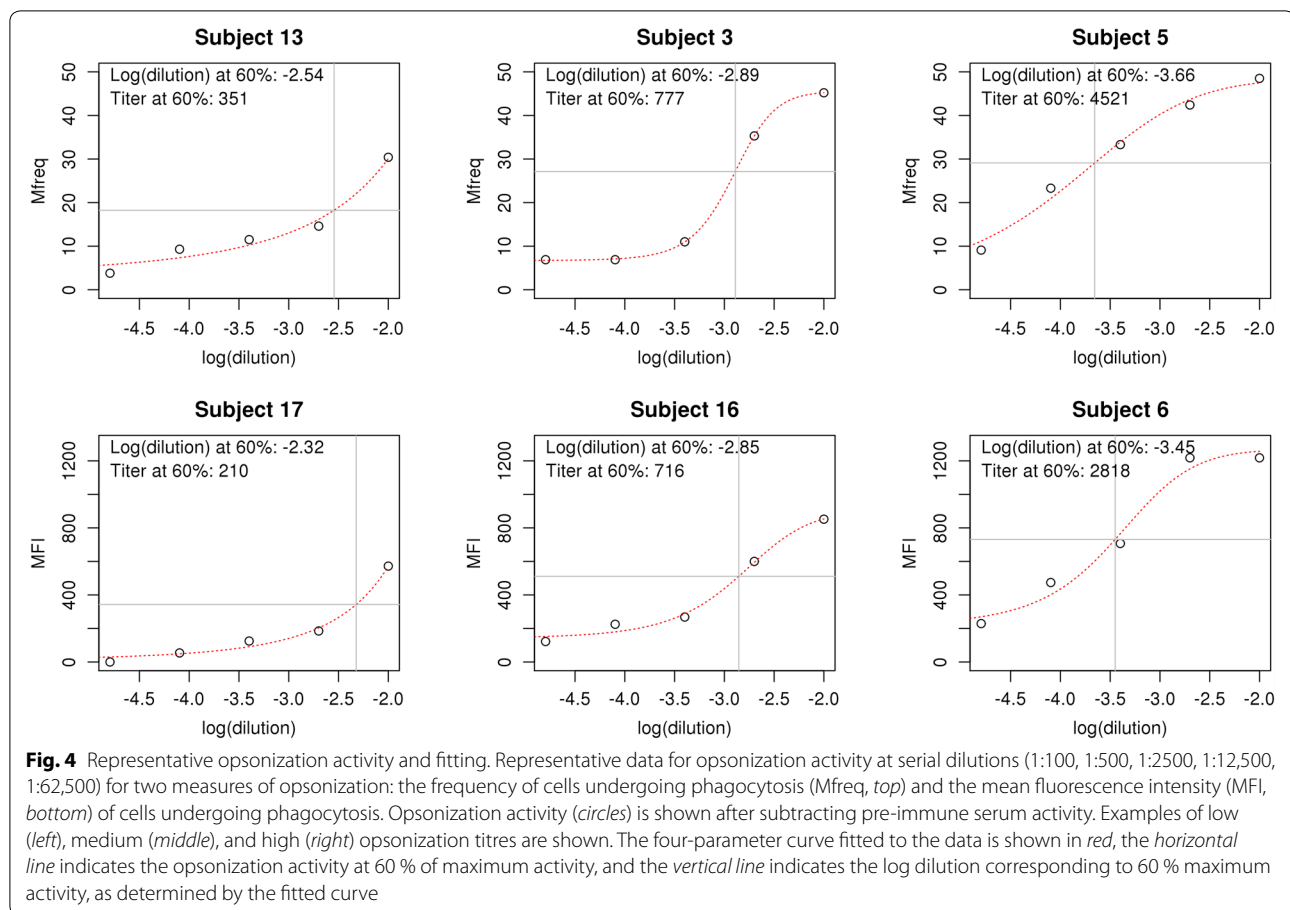 Subject 13
Log(dilution) at 60%: -2.54
Titer at 60%: 351
Mfreq
50
40
30
20
10
0
-4.5 -4.0 -3.5 -3.0 -2.5 -2.0
log(dilution)
Subject 3
Log(dilution) at 60%: -2.89
Titer at 60%: 777
Mfreq
50
40
30
20
10
0
-4.5 -4.0 -3.5 -3.0 -2.5 -2.0
log(dilution)
Subject 5
Log(dilution) at 60%: -3.66
Titer at 60%: 4521
Mfreq
50
40
30
20
10
0
-4.5 -4.0 -3.5 -3.0 -2.5 -2.0
log(dilution)
Subject 17
Log(dilution) at 60%: -2.32
Titer at 60%: 210
MFI
1200
800
400
0
-4.5 -4.0 -3.5 -3.0 -2.5 -2.0
log(dilution)
Subject 16
Log(dilution) at 60%: -2.85
Titer at 60%: 716
MFI
1200
800
400
0
-4.5 -4.0 -3.5 -3.0 -2.5 -2.0
log(dilution)
Subject 6
Log(dilution) at 60%: -3.45
Titer at 60%: 2818
MFI
1200
800
400
0
-4.5 -4.0 -3.5 -3.0 -2.5 -2.0
log(dilution)
Fig. 4 Representative opsonization activity and fitting. Representative data for opsonization activity at serial dilutions (1:100, 1:500, 1:2500, 1:12,500,
1:62,500) for two measures of opsonization: the frequency of cells undergoing phagocytosis (Mfreq, top) and the mean fluorescence intensity (MFI,
bottom) of cells undergoing phagocytosis. Opsonization activity (circles) is shown after subtracting pre-immune serum activity. Examples of low
(left), medium (middle), and high (right) opsonization titres are shown. The four-parameter curve fitted to the data is shown in red, the horizontal
line indicates the opsonization activity at 60 % of maximum activity, and the vertical line indicates the log dilution corresponding to 60 % maximum
activity, as determined by the fitted curve